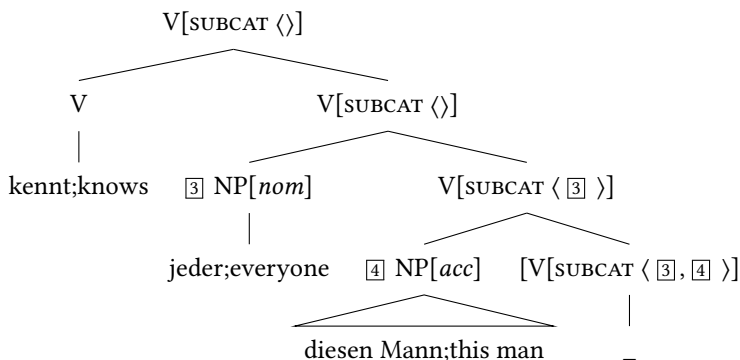 V[SUBCAT ⟨⟩]
V V[SUBCAT ⟨⟩]
kennt;knows 3 NP[nom] V[SUBCAT ⟨ 3 ⟩]
jeder;everyone 4 NP[acc] [V[SUBCAT ⟨ 3, 4 ⟩]
diesen Mann;this man